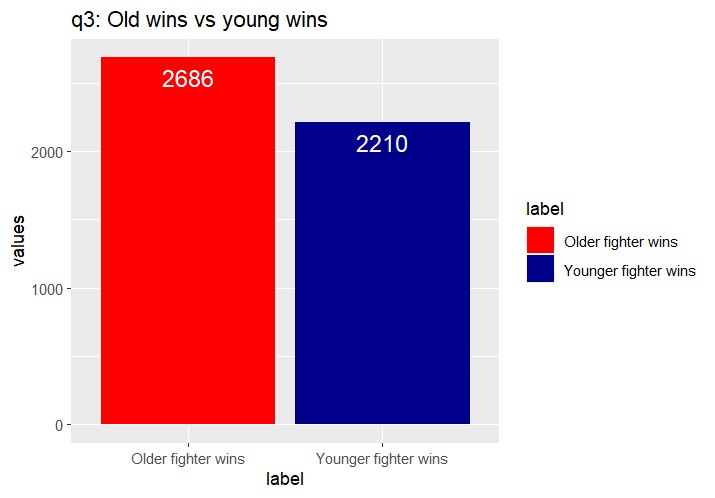 q3: Old wins vs young wins
values
2000
1000
0
2686
2210
Older fighter wins
Younger fighter wins
label
label
Older fighter wins
Younger fighter wins